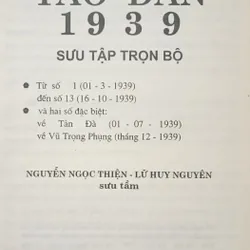 TAO ĐÀN
1939
SƯU TẬP TRỌN BỘ
● Từ số 1 (01 - 3 - 1939)
đến số 13 (16 - 10 - 1939)
● và hai số đặc biệt:
về Tản Đà (01 - 07 - 1939)
về Vũ Trọng Phụng (tháng 12 - 1939)
NGUYỄN NGỌC THIỆN - LỮ HUY NGUYÊN
sưu tầm